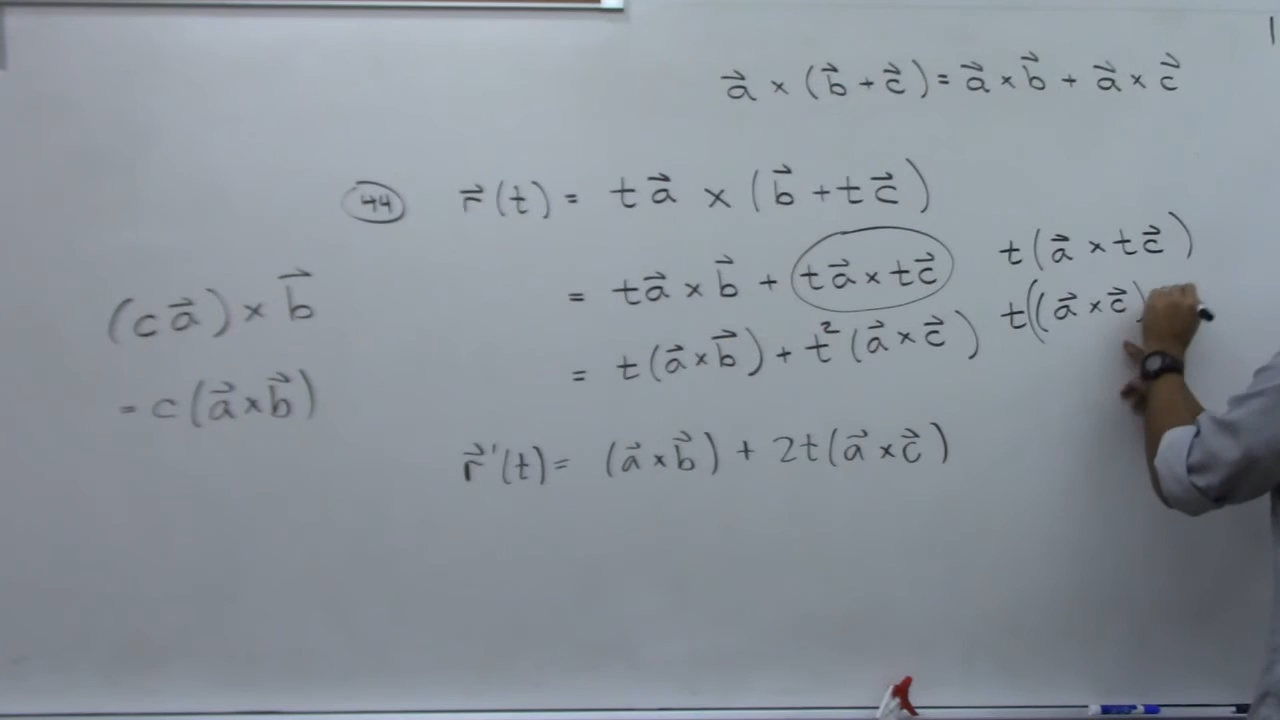 a⃗ × (b⃗ + c⃗) = a⃗ × b⃗ + a⃗ × c⃗
44 r⃗(t) = t a⃗ × (b⃗ + t c⃗)
= t a⃗ × b⃗ + t a⃗ × t c⃗
t(a⃗ × t c⃗)
= t(a⃗ × b⃗) + t²(a⃗ × c⃗)
t((a⃗ × c⃗)
r⃗'(t) = (a⃗ × b⃗) + 2t(a⃗ × c⃗)
(c a⃗) × b⃗
= c(a⃗ × b⃗)